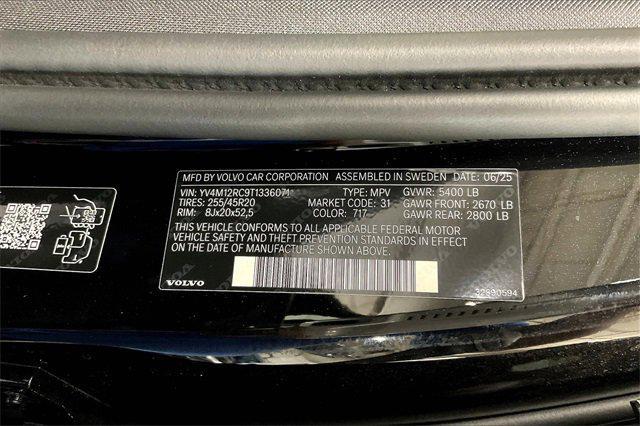 MFD BY VOLVO CAR CORPORATION ASSEMBLED IN SWEDEN 06/25
VIN: YV4M12RC9T1336071 TYPE: MPV GVWR: 5400 LB
TIRES: 255/45R20 MARKET CODE: 31 GAWR FRONT: 2670 LB
RIM: 8Jx20x52,5 COLOR: 717 GAWR REAR: 2800 LB
THIS VEHICLE CONFORMS TO ALL APPLICABLE FEDERAL MOTOR
VEHICLE SAFETY AND THEFT PREVENTION STANDARDS IN EFFECT
ON THE DATE OF MANUFACTURE SHOWN ABOVE.
VOLVO 32390594